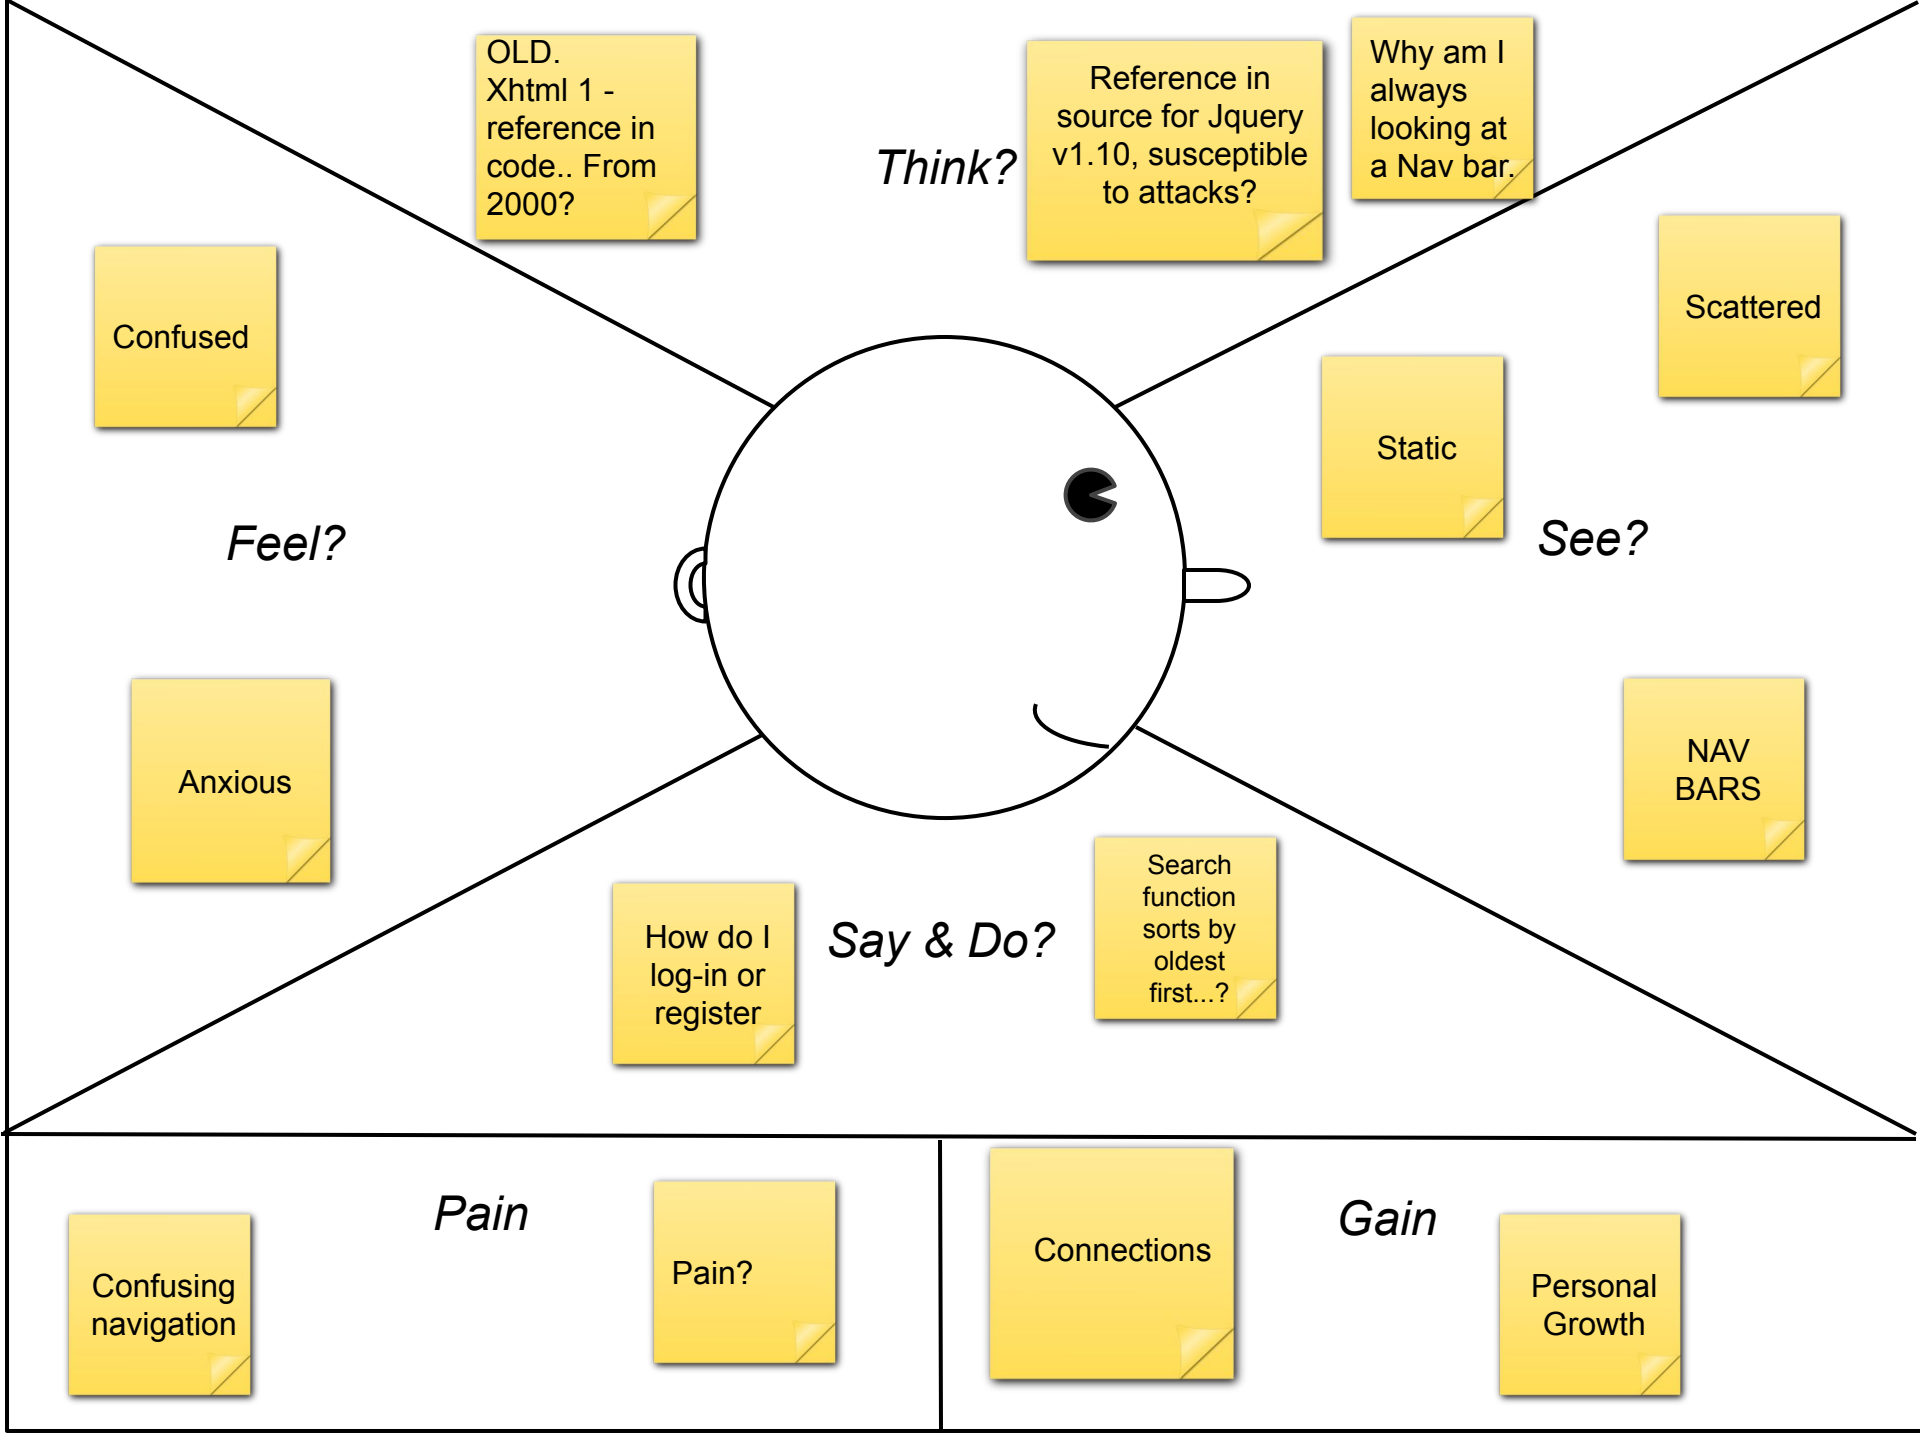 OLD.
Xhtml 1 -
reference in
code.. From
2000?
Think?
Reference in
source for Jquery
v1.10, susceptible
to attacks?
Why am I
always
looking at
a Nav bar.
Confused
Feel?
Anxious
Scattered
Static
See?
NAV
BARS
How do I
log-in or
register
Say & Do?
Search
function
sorts by
oldest
first...?
Pain
Confusing
navigation
Pain?
Connections
Gain
Personal
Growth